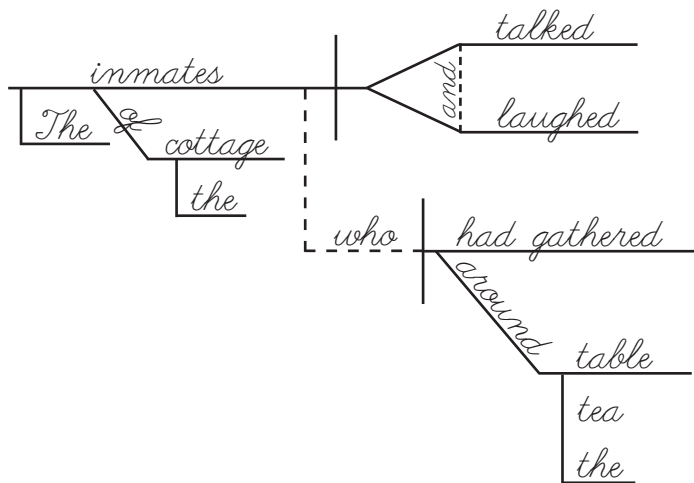 talked
inmates
and
The
of
laughed
cottage
the
who
had gathered
around
table
tea
the